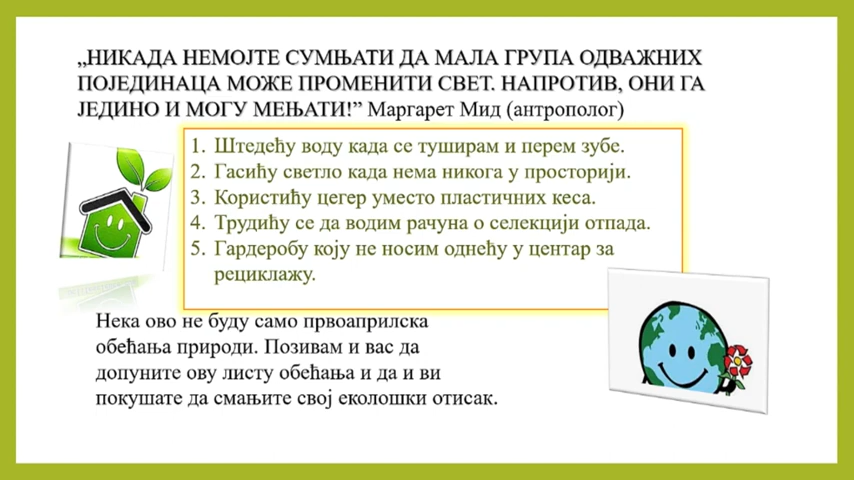 „НИКАДА НЕМОЈТЕ СУМЊАТИ ДА МАЛА ГРУПА ОДВАЖНИХ
ПОЈЕДИНАЦА МОЖЕ ПРОМЕНИТИ СВЕТ. НАПРОТИВ, ОНИ ГА
ЈЕДИНО И МОГУ МЕЊАТИ!” Маргарет Мид (антрополог)
1. Штедећу воду када се туширам и перем зубе.
2. Гасићу светло када нема никога у просторији.
3. Користићу цегер уместо пластичних кеса.
4. Трудићу се да водим рачуна о селекцији отпада.
5. Гардеробу коју не носим однећу у центар за
рециклажу.
Нека ово не буду само првоаприлска
обећања природи. Позивам и вас да
допуните ову листу обећања и да и ви
покушате да смањите свој еколошки отисак.